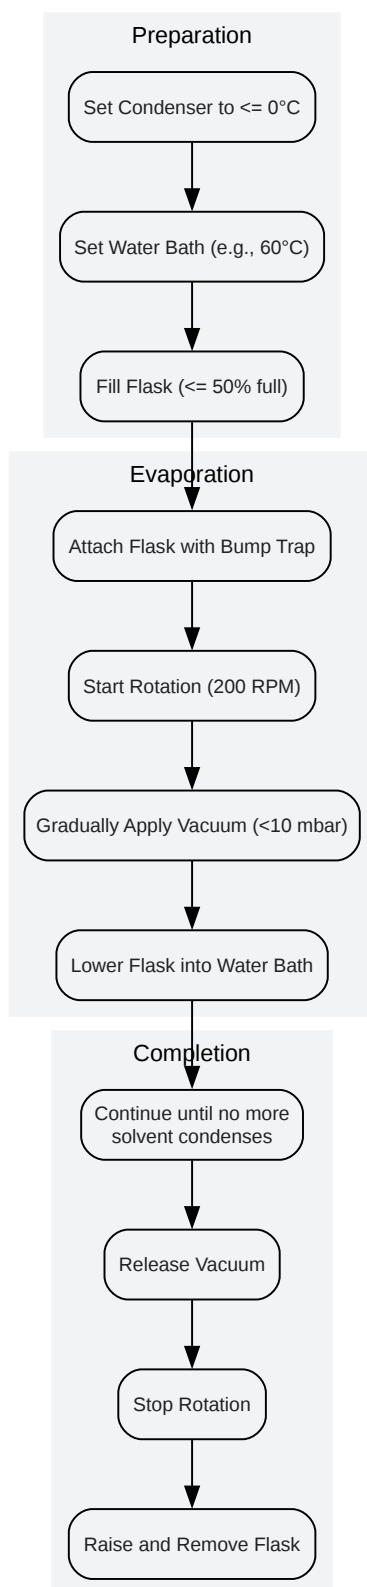 Preparation
Set Condenser to <= 0°C
Set Water Bath (e.g., 60°C)
Fill Flask (<= 50% full)
Evaporation
Attach Flask with Bump Trap
Start Rotation (200 RPM)
Gradually Apply Vacuum (<10 mbar)
Lower Flask into Water Bath
Completion
Continue until no more
solvent condenses
Release Vacuum
Stop Rotation
Raise and Remove Flask